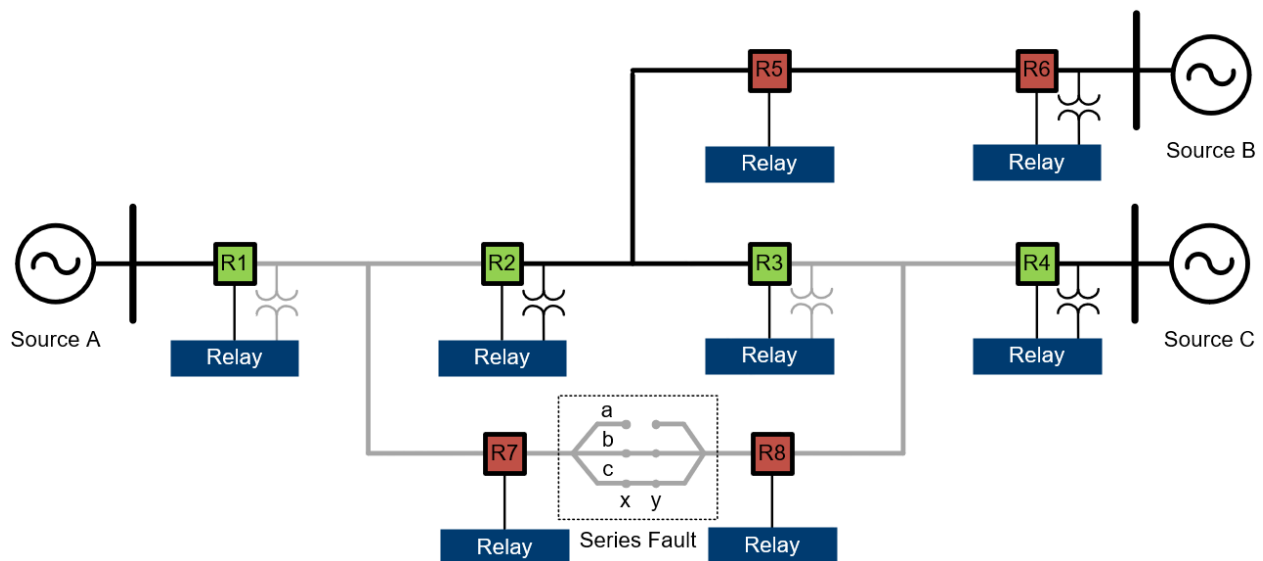 R5
R6
Relay
Relay
Source B
R1
R2
R3
R4
Source A
Relay
Relay
Relay
Relay
Source C
a
b
c
x
y
R7
R8
Relay
Series Fault
Relay